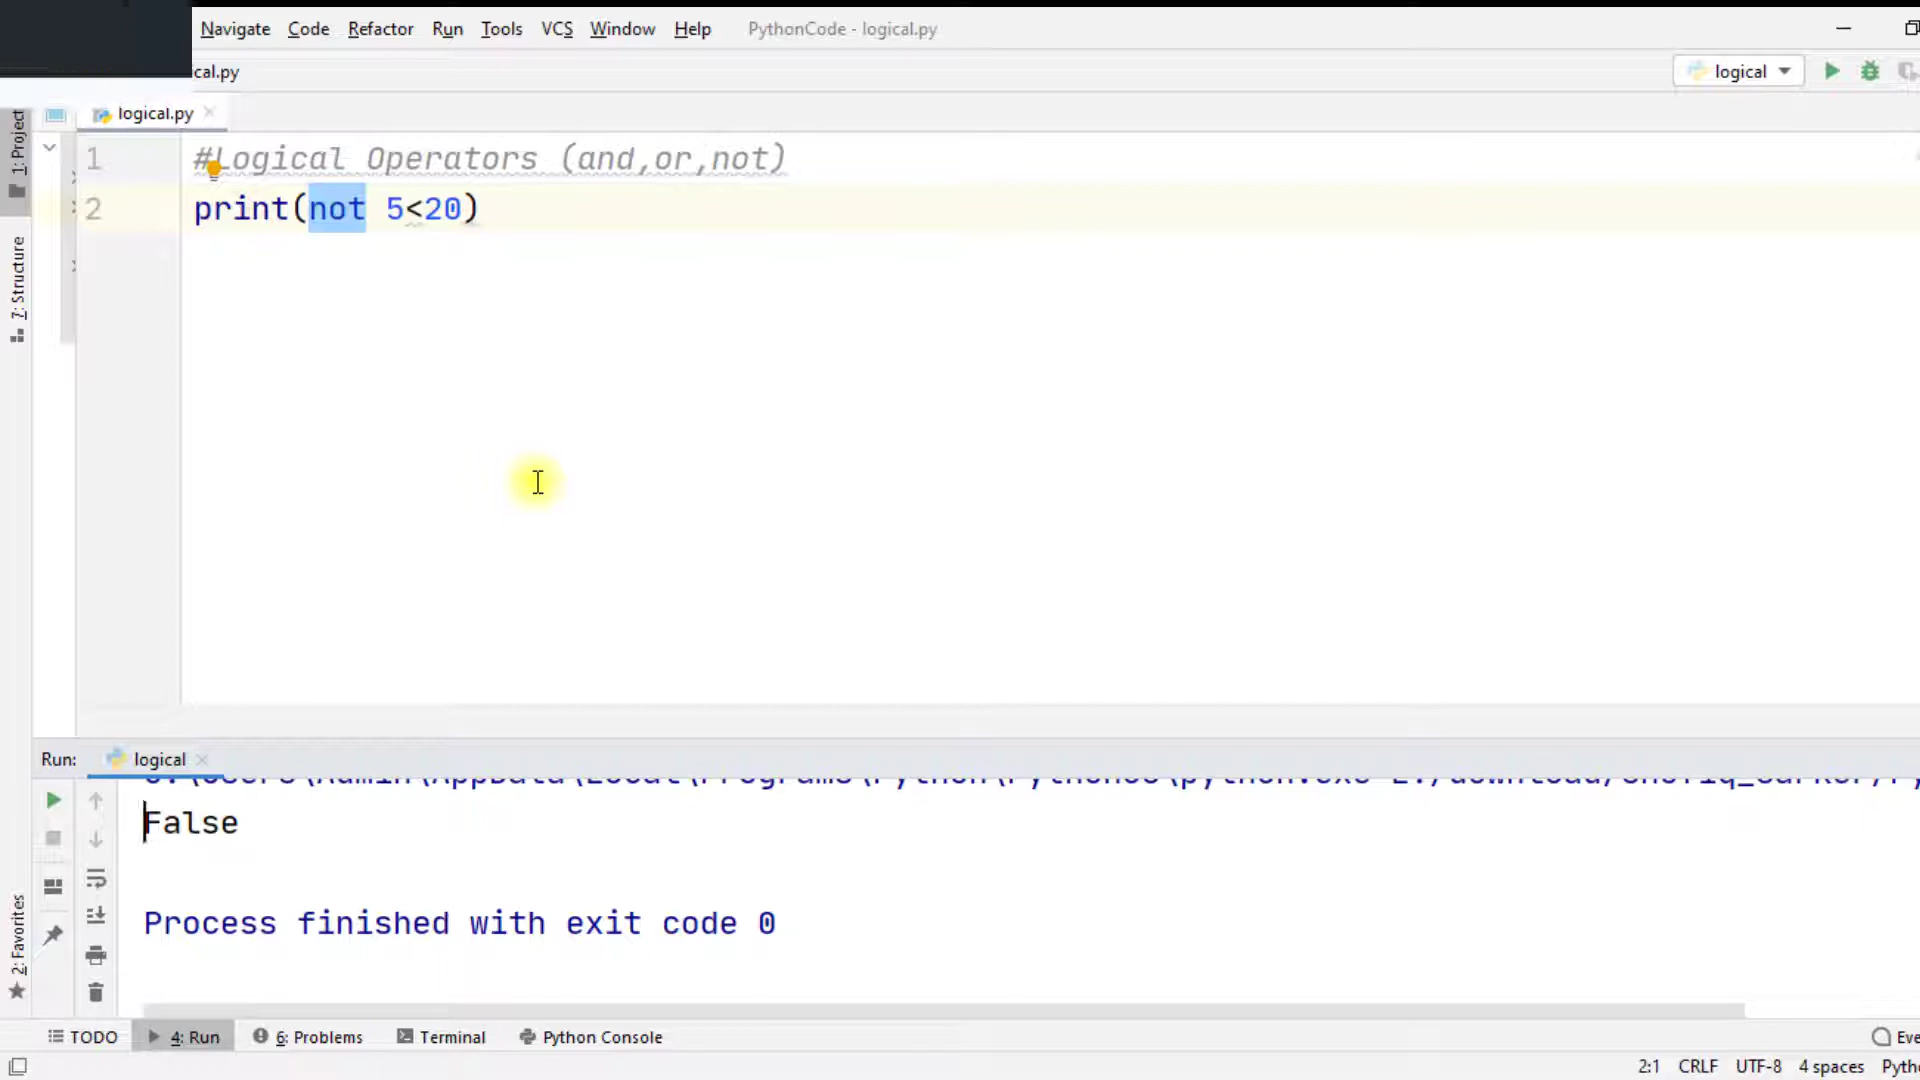 Navigate Code Refactor Run Tools VCS Window Help PythonCode - logical.py
cal.py
logical
logical.py
1: Project
1 #Logical Operators (and,or,not)
2 print(not 5<20)
7: Structure
Run: logical
False
Process finished with exit code 0
2: Favorites
TODO 4: Run 6: Problems Terminal Python Console Eve
2:1 CRLF UTF-8 4 spaces Pyth